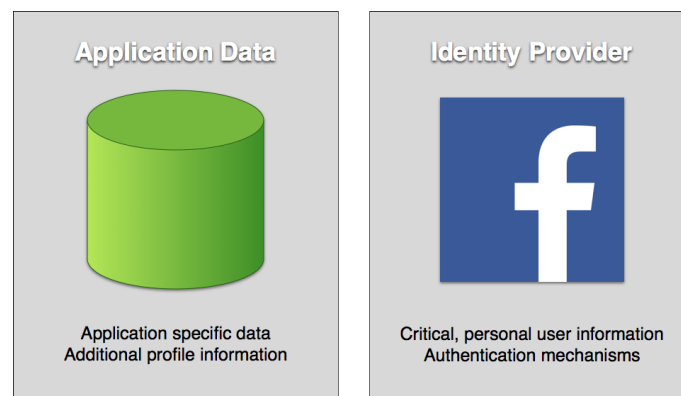 Application Data
Application specific data
Additional profile information
Identity Provider
f
Critical, personal user information
Authentication mechanisms